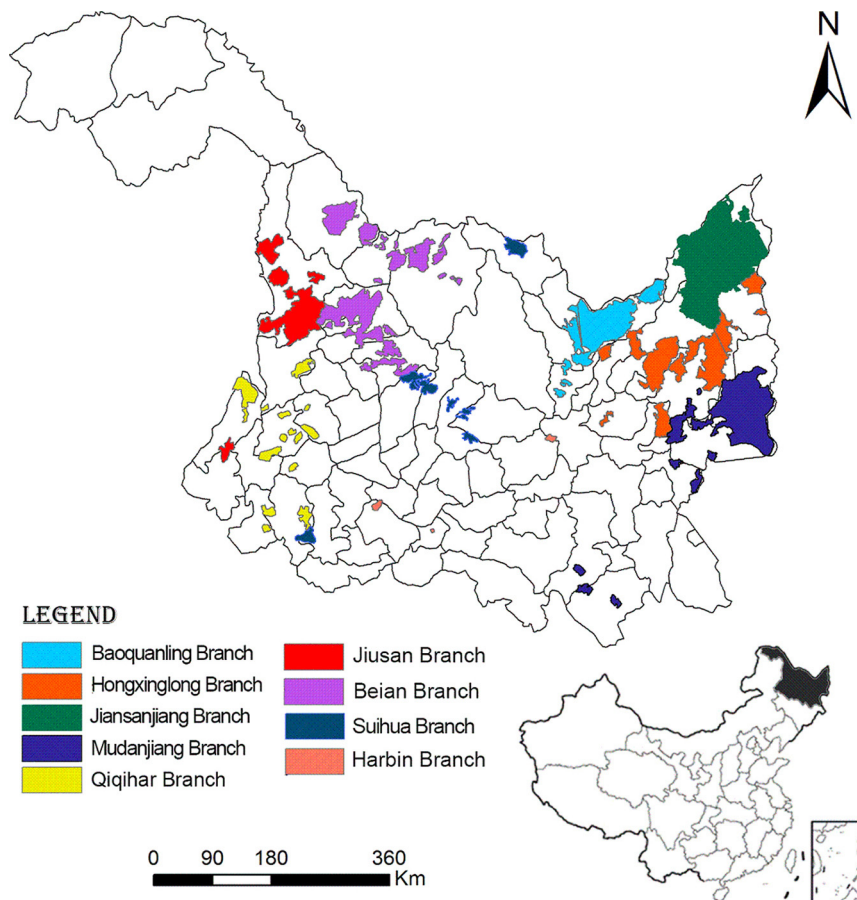 N
LEGEND
Baoquanling Branch
Hongxinglong Branch
Jiansanjiang Branch
Mudanjiang Branch
Qiqihar Branch
Jiusan Branch
Beian Branch
Suihua Branch
Harbin Branch
0 90 180 360
Km